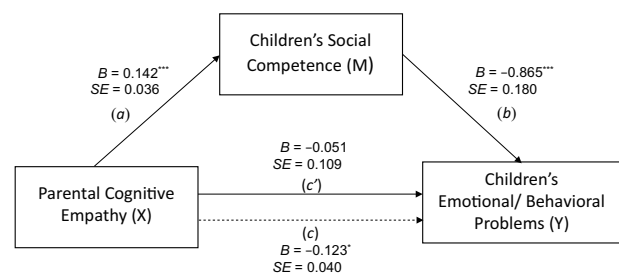 Children's Social
Competence (M)
B = 0.142***
SE = 0.036
(a)
B = −0.865***
SE = 0.180
(b)
B = −0.051
SE = 0.109
(c')
Parental Cognitive
Empathy (X)
Children's
Emotional/ Behavioral
Problems (Y)
(c)
B = −0.123*
SE = 0.040